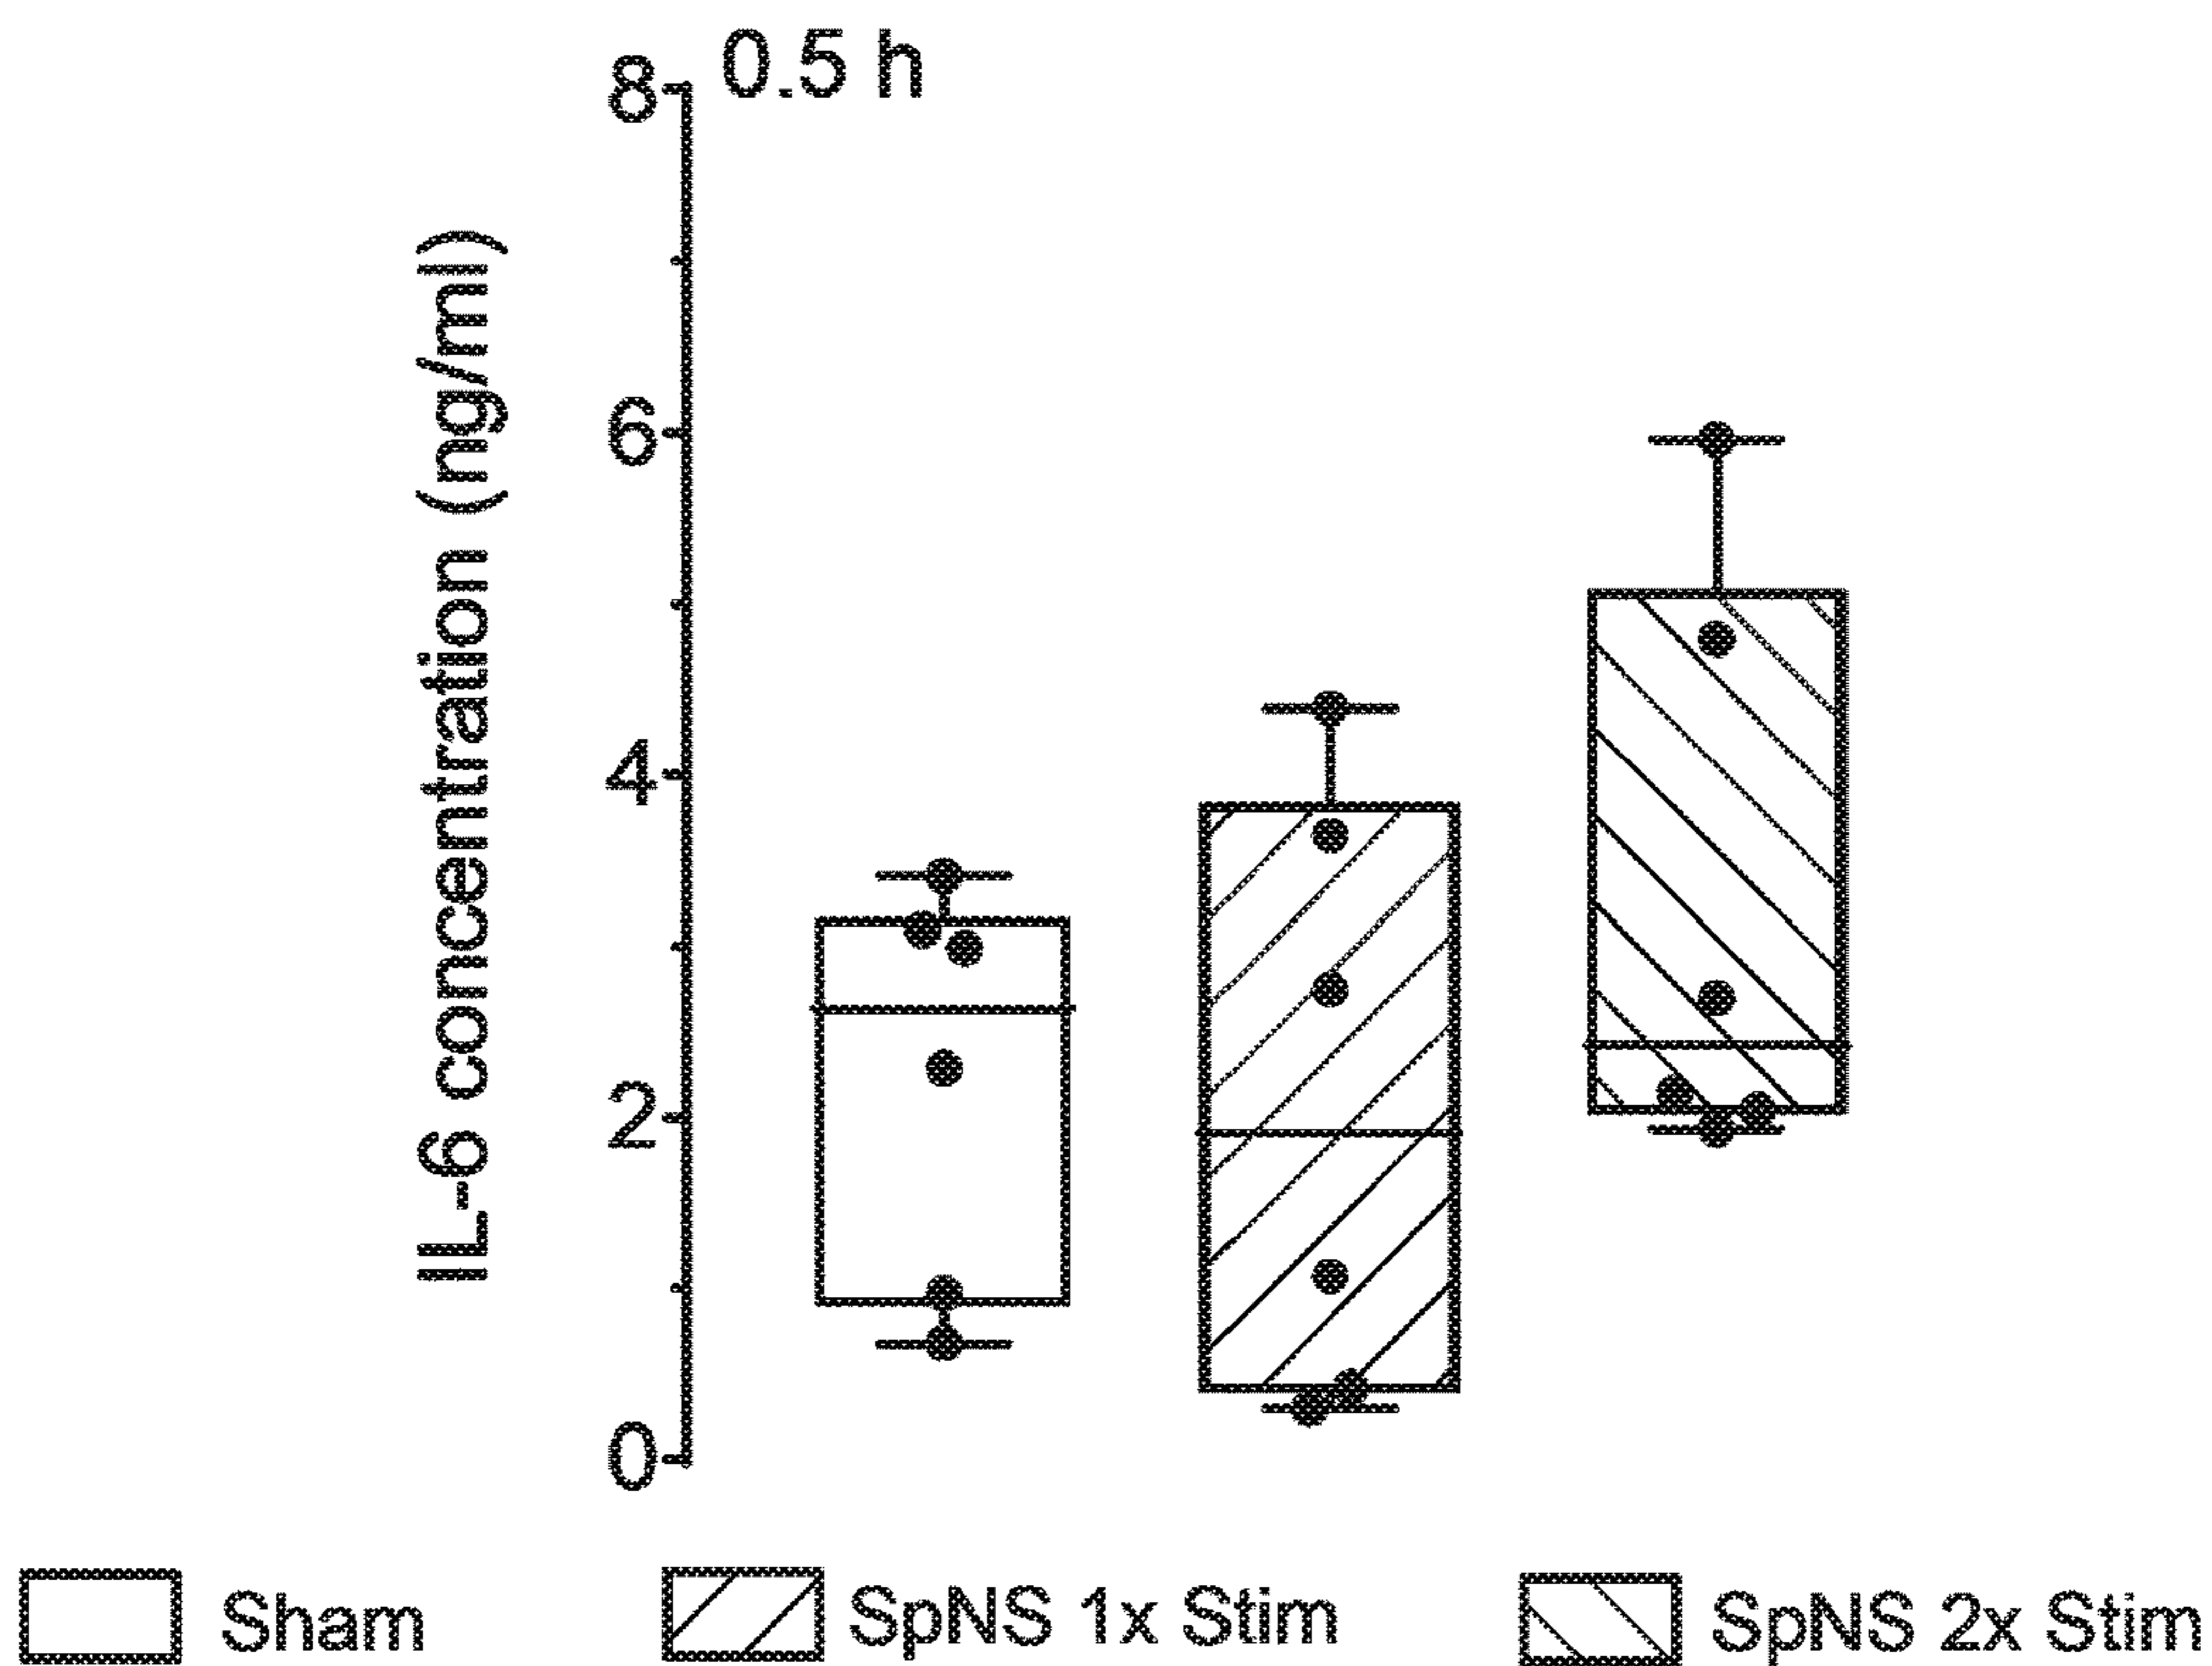 0.5 h
8
6
4
2
0
IL-6 concentration (ng/ml)
Sham
SpNS 1x Stim
SpNS 2x Stim